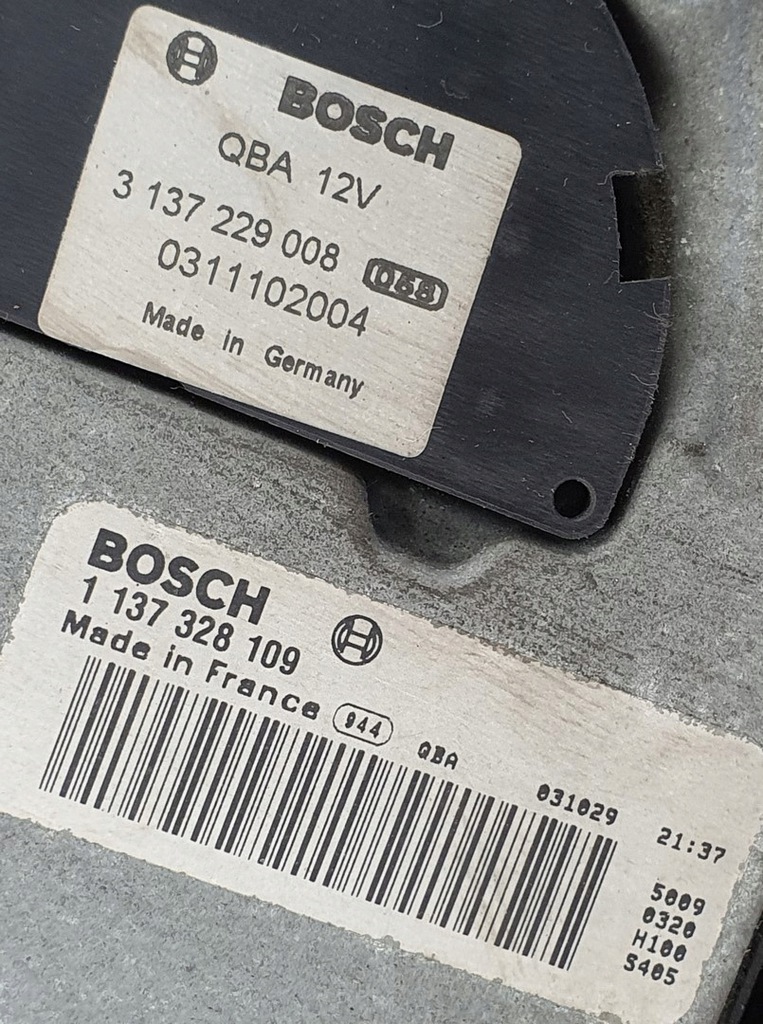 BOSCH
QBA 12V
3 137 229 008
0311102004 068
Made in Germany
BOSCH
1 137 328 109
Made in France 944 QBA 031029 21:37
5009
0320
H100
S405